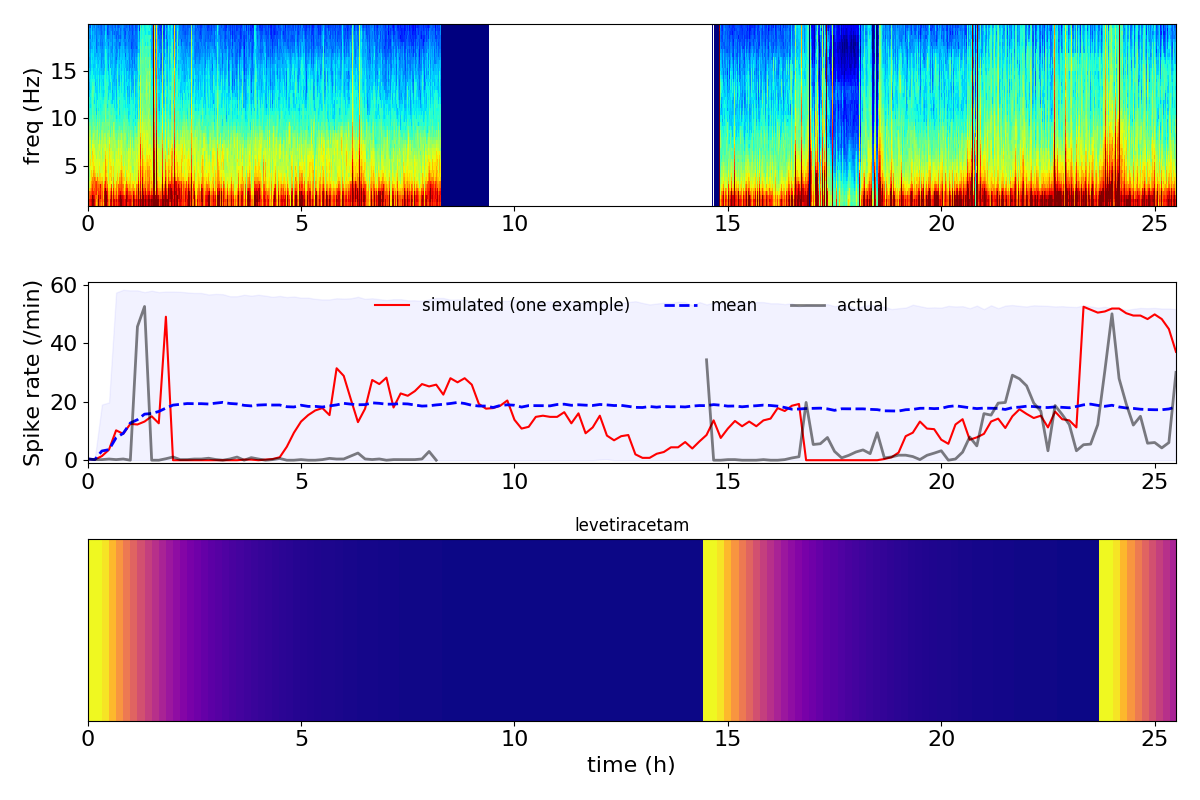 freq (Hz)
15
10
5
0 5 10 15 20 25
Spike rate (/min)
60
40
20
0
simulated (one example) mean actual
0 5 10 15 20 25
levetiracetam
0 5 10 15 20 25
time (h)